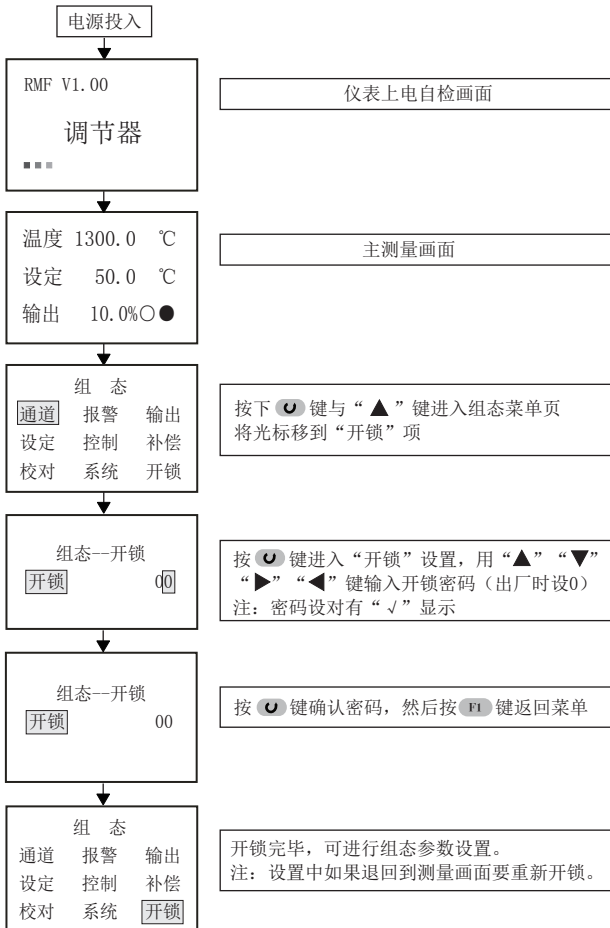 电源投入
RMF V1.00
调节器
仪表上电自检画面
温度 1300.0 ℃
设定 50.0 ℃
输出 10.0%○●
主测量画面
组 态
通道 报警 输出
设定 控制 补偿
校对 系统 开锁
按下 键与“▲”键进入组态菜单页
将光标移到“开锁”项
组态--开锁
开锁 00
按 键进入“开锁”设置，用“▲”“▼”
“▶”“◀”键输入开锁密码（出厂时设0）
注：密码设对有“√”显示
组态--开锁
开锁 00
按 键确认密码，然后按 F1 键返回菜单
组 态
通道 报警 输出
设定 控制 补偿
校对 系统 开锁
开锁完毕，可进行组态参数设置。
注：设置中如果退回到测量画面要重新开锁。